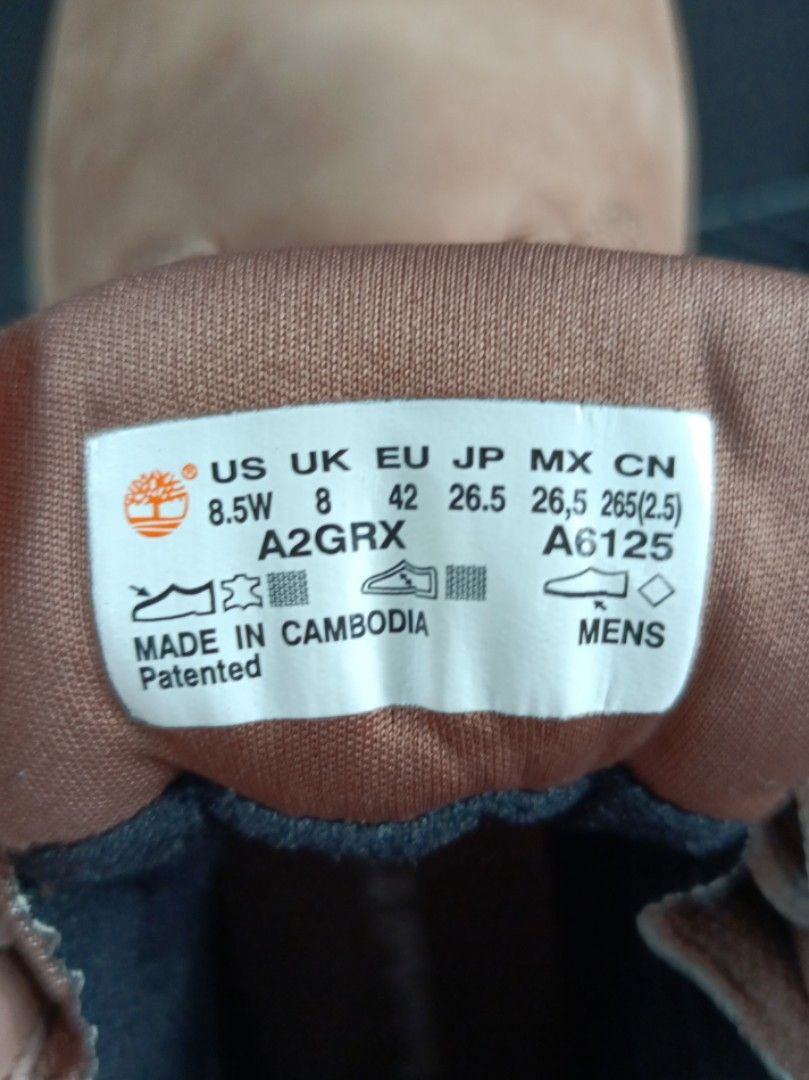 ® US UK EU JP MX CN
8.5W 8 42 26.5 26,5 265(2.5)
A2GRX A6125
MADE IN CAMBODIA MENS
Patented